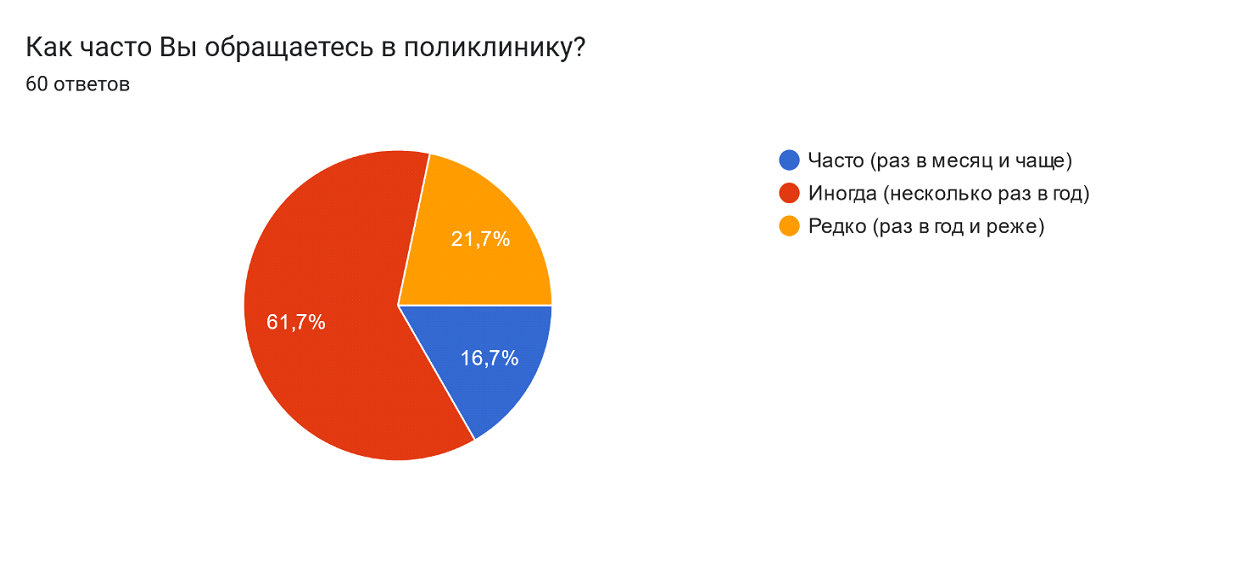 Как часто Вы обращаетесь в поликлинику?
60 ответов
Часто (раз в месяц и чаще)
Иногда (несколько раз в год)
Редко (раз в год и реже)
21,7%
61,7%
16,7%